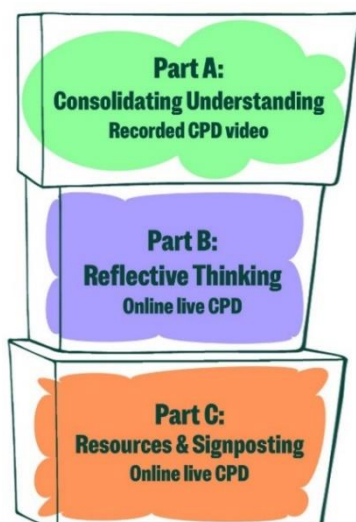 Part A:
Consolidating Understanding
Recorded CPD video
Part B:
Reflective Thinking
Online live CPD
Part C:
Resources & Signposting
Online live CPD